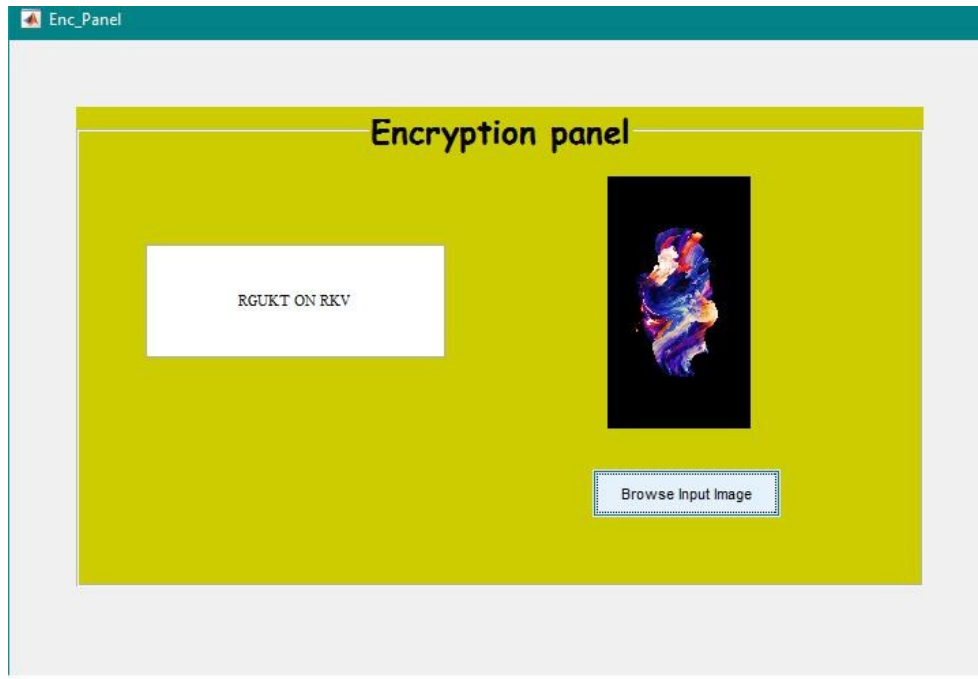 Enc_Panel
Encryption panel
RGUKT ON RKV
Browse Input Image